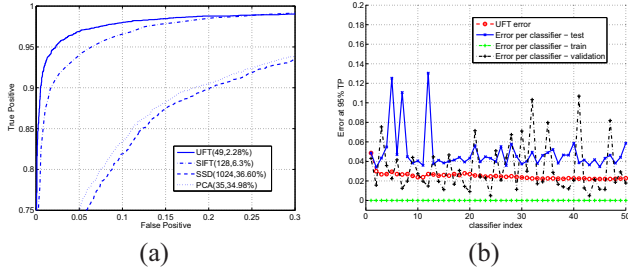 1
0.95
0.9
0.85
0.8
0.75
True Positive
UFT(49,2.28%)
SIFT(128,6.3%)
SSD(1024,36.60%)
PCA(35,34.98%)
0 0.05 0.1 0.15 0.2 0.25 0.3
False Positive
(a)
0.2
0.18
0.16
0.14
0.12
0.1
0.08
0.06
0.04
0.02
0
Error at 95% TP
UFT error
Error per classifier − test
Error per classifier − train
Error per classifier − validation
0 10 20 30 40 50
classifier index
(b)